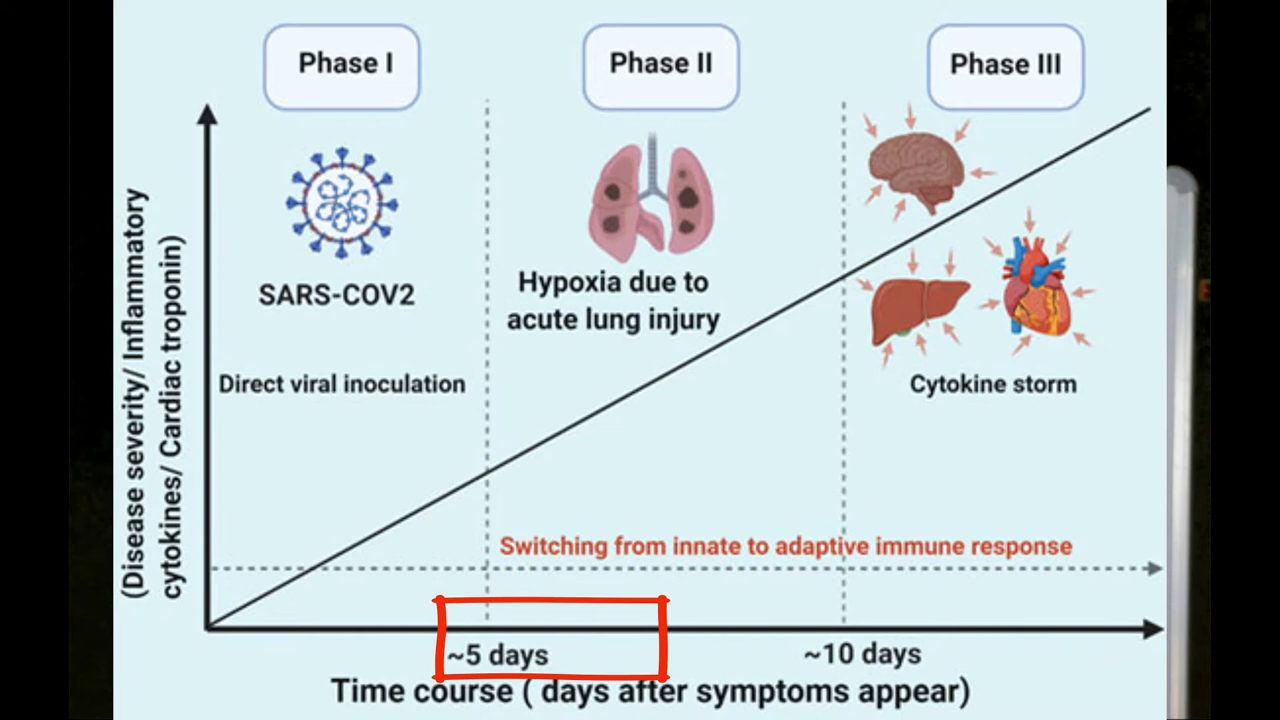 Phase I
Phase II
Phase III
SARS-COV2
Direct viral inoculation
Hypoxia due to
acute lung injury
Cytokine storm
(Disease severity/ Inflammatory
cytokines/ Cardiac troponin)
Switching from innate to adaptive immune response
~5 days
~10 days
Time course ( days after symptoms appear)